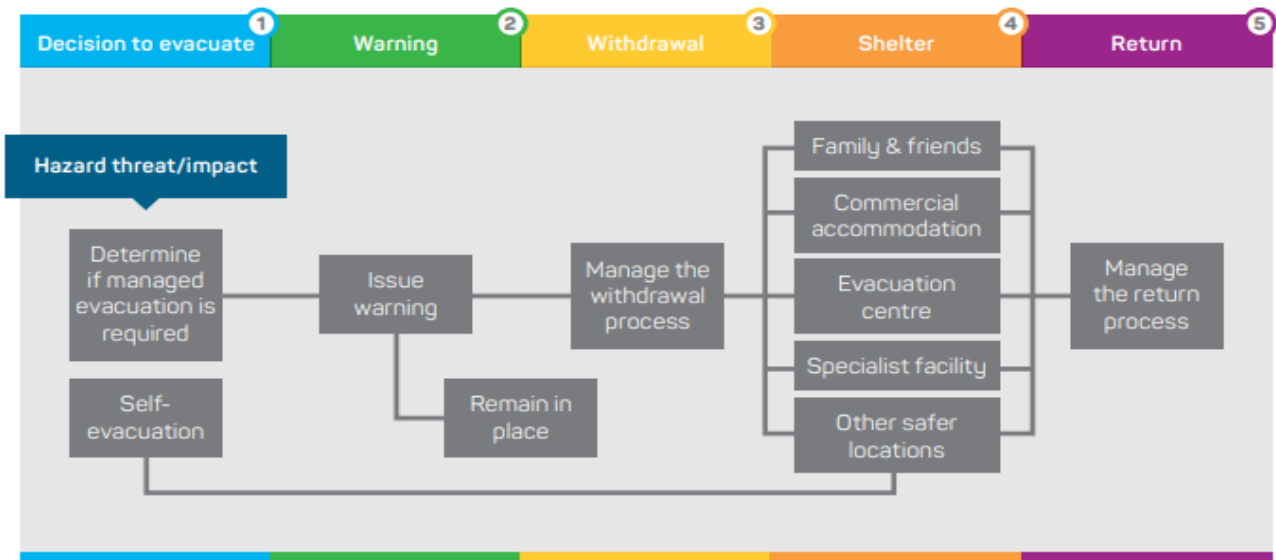 Decision to evacuate 1
Warning 2
Withdrawal 3
Shelter 4
Return 5
Hazard threat/impact
Determine
if managed
evacuation is
required
Self-
evacuation
Issue
warning
Remain in
place
Manage the
withdrawal
process
Family & friends
Commercial
accommodation
Evacuation
centre
Specialist facility
Other safer
locations
Manage
the return
process